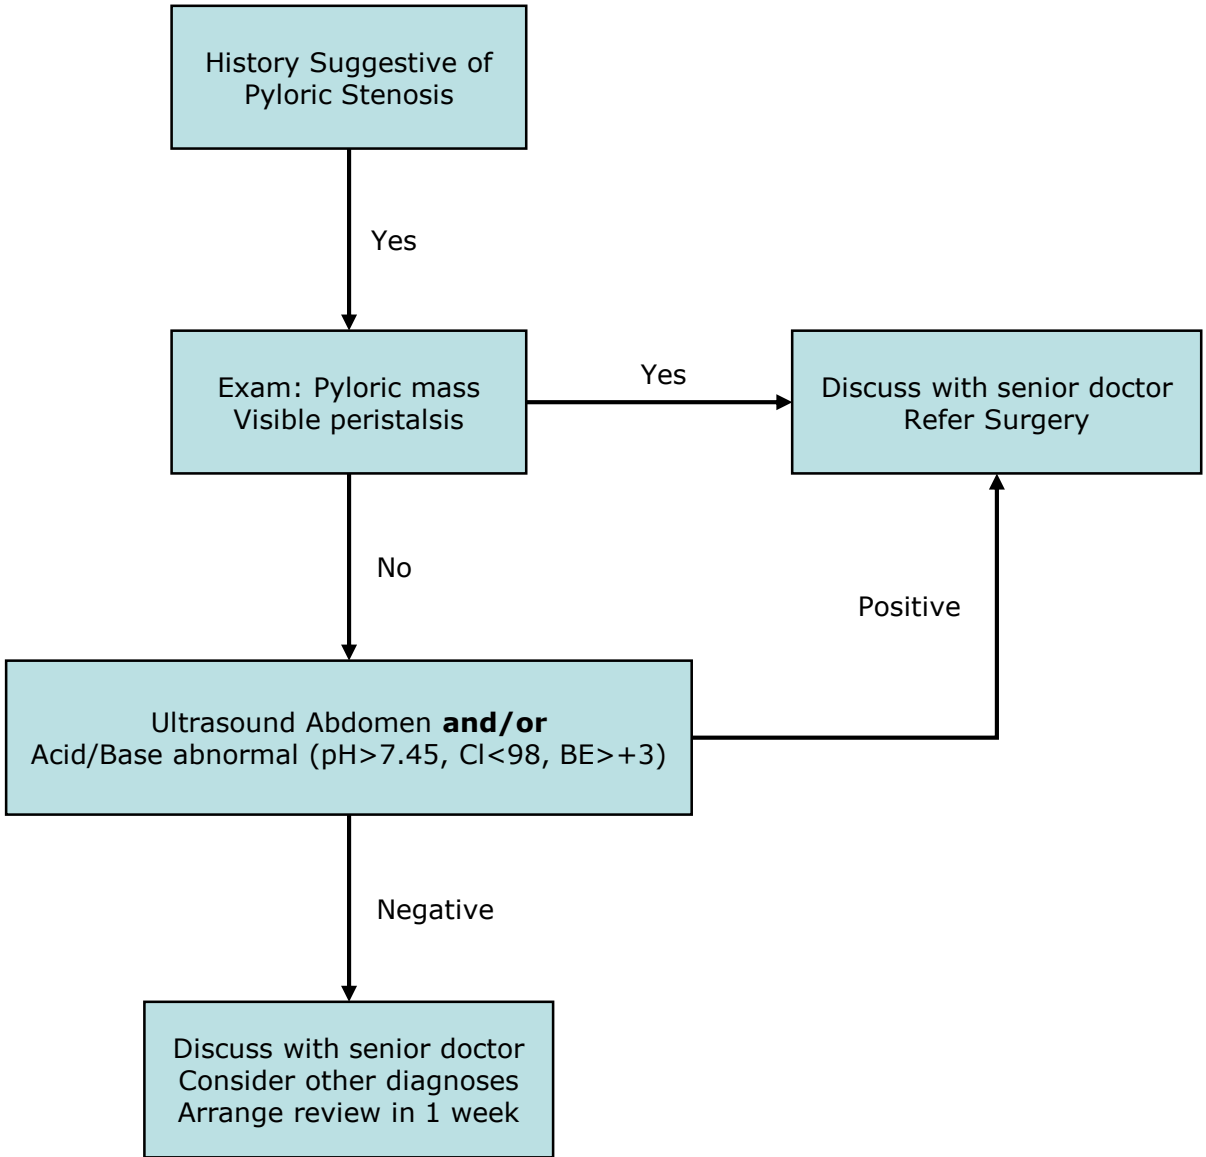 History Suggestive of
Pyloric Stenosis
Yes
Exam: Pyloric mass
Visible peristalsis
Yes
Discuss with senior doctor
Refer Surgery
No
Positive
Ultrasound Abdomen and/or
Acid/Base abnormal (pH>7.45, Cl<98, BE>+3)
Negative
Discuss with senior doctor
Consider other diagnoses
Arrange review in 1 week